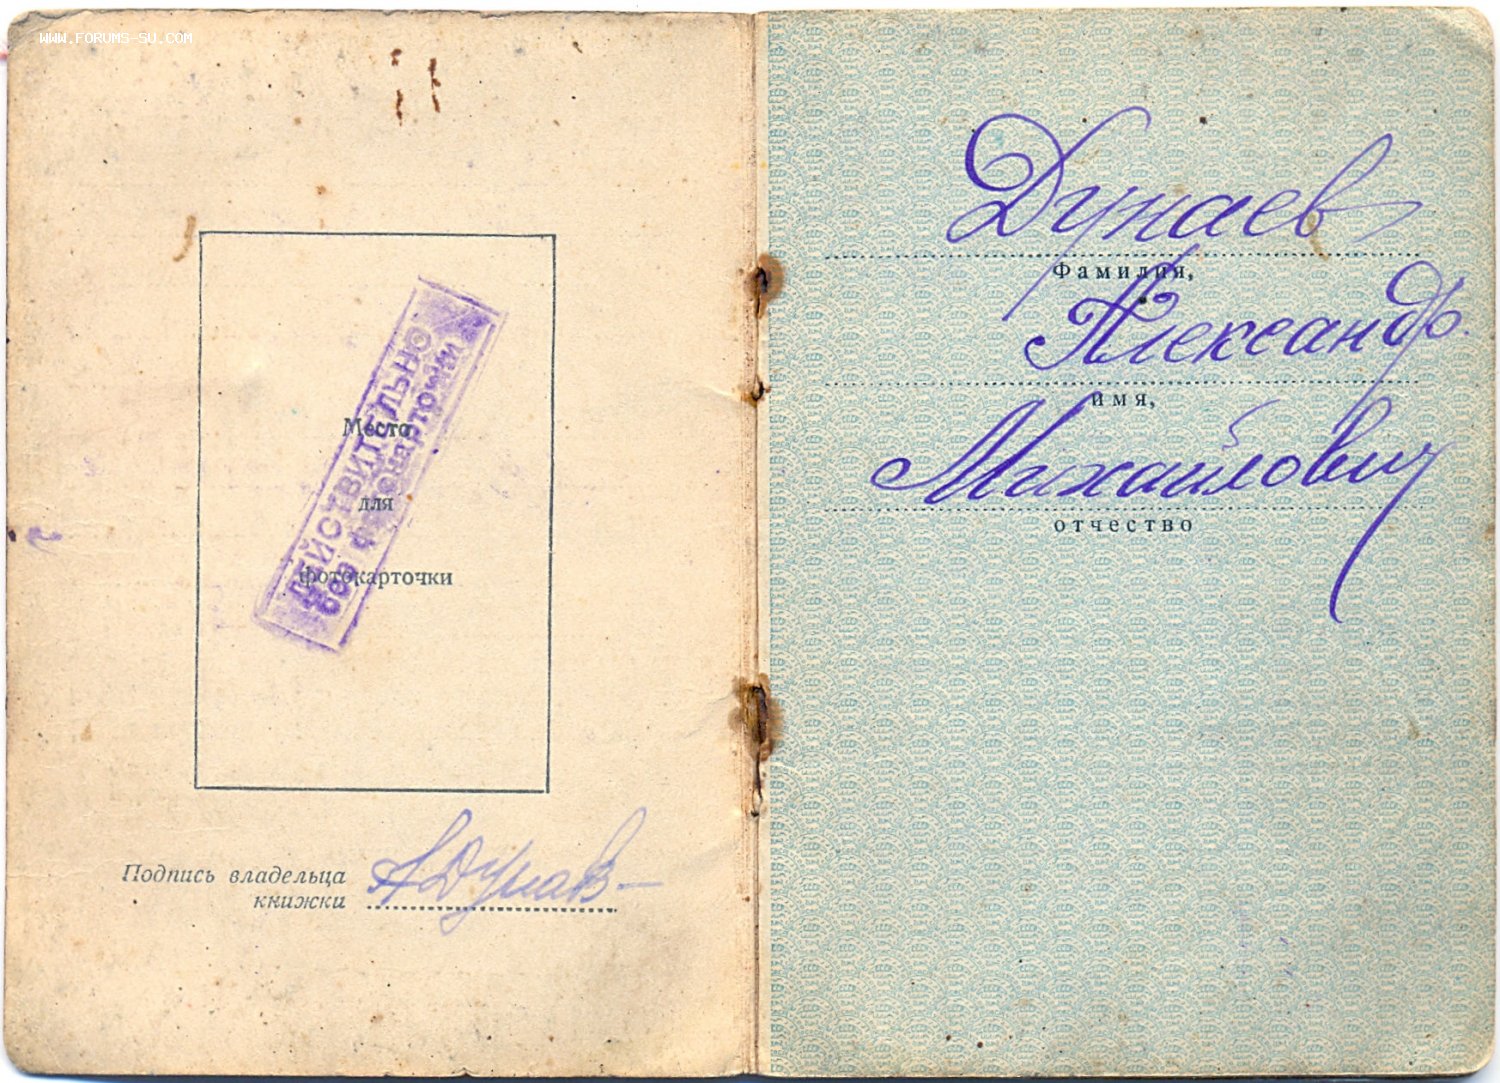 WWW.FORUMS-SU.COM
Место
для
фотокарточки
ДЕЙСТВИТЕЛЬНО
без фотокарточки
Подпись владельца
книжки
АДунаев
Дунаев
Фамилия,
Александр
имя,
Михайлович
отчество